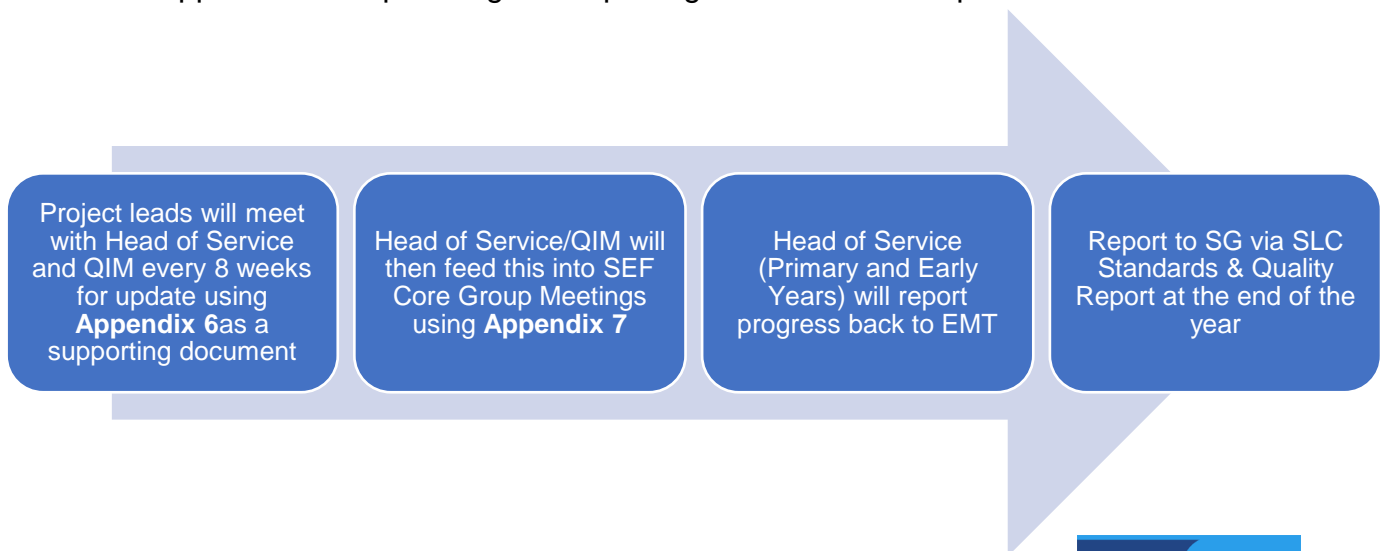 Project leads will meet
with Head of Service
and QIM every 8 weeks
for update using
Appendix 6as a
supporting document
Head of Service/QIM will
then feed this into SEF
Core Group Meetings
using Appendix 7
Head of Service
(Primary and Early
Years) will report
progress back to EMT
Report to SG via SLC
Standards & Quality
Report at the end of the
year